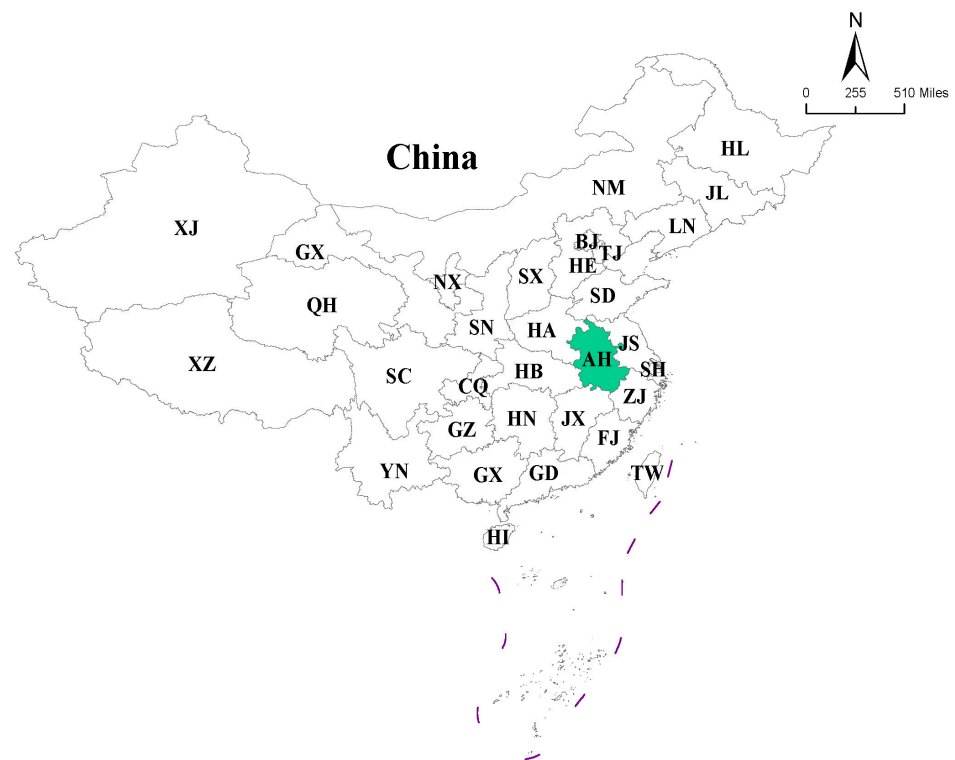 N
0 255 510 Miles
China
HL
NM
JL
XJ
LN
GX
BJ
TJ
HE
NX
SX
QH
SD
SN
HA
JS
AH
XZ
SH
SC
HB
CQ
ZJ
HN
JX
GZ
FJ
YN
GX
GD
TW
HI